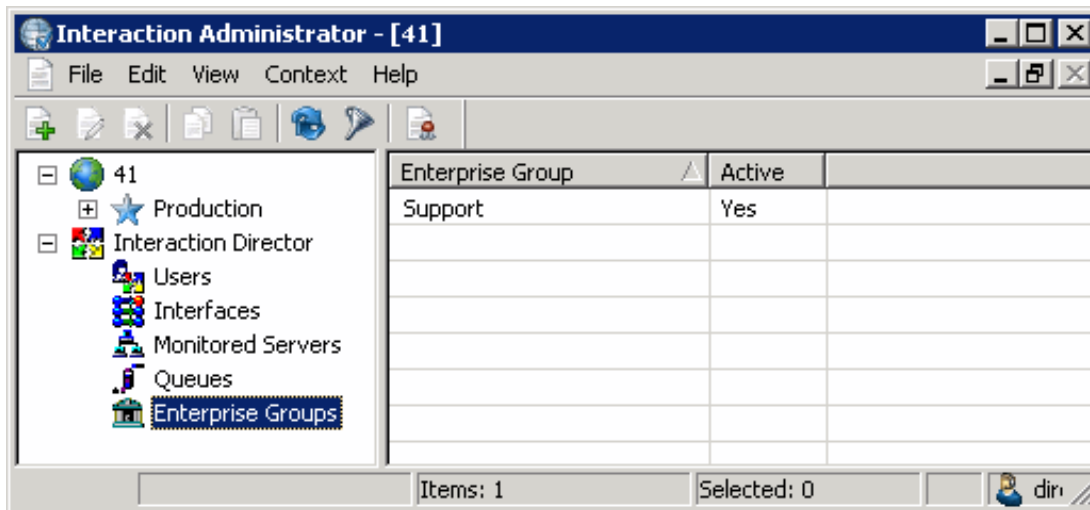 Interaction Administrator - [41]
File Edit View Context Help
41
Production
Interaction Director
Users
Interfaces
Monitored Servers
Queues
Enterprise Groups
Enterprise Group Active
Support Yes
Items: 1 Selected: 0